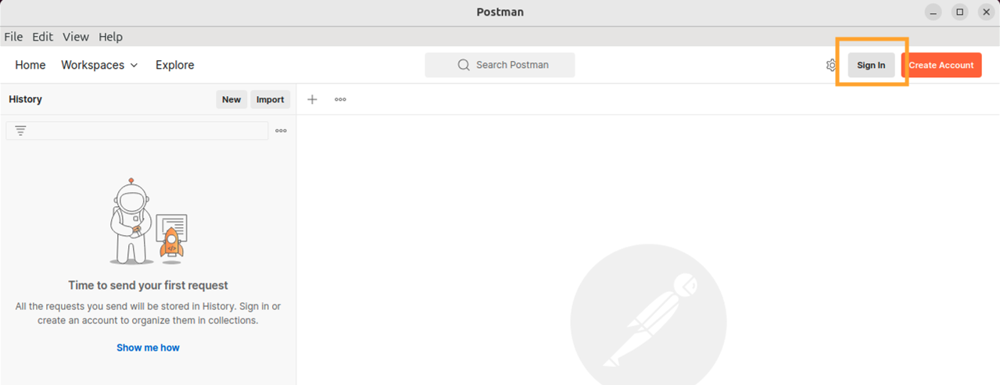 Postman
File Edit View Help
Home Workspaces Explore Search Postman Sign In Create Account
History New Import
</>
Time to send your first request
All the requests you send will be stored in History. Sign in or
create an account to organize them in collections.
Show me how